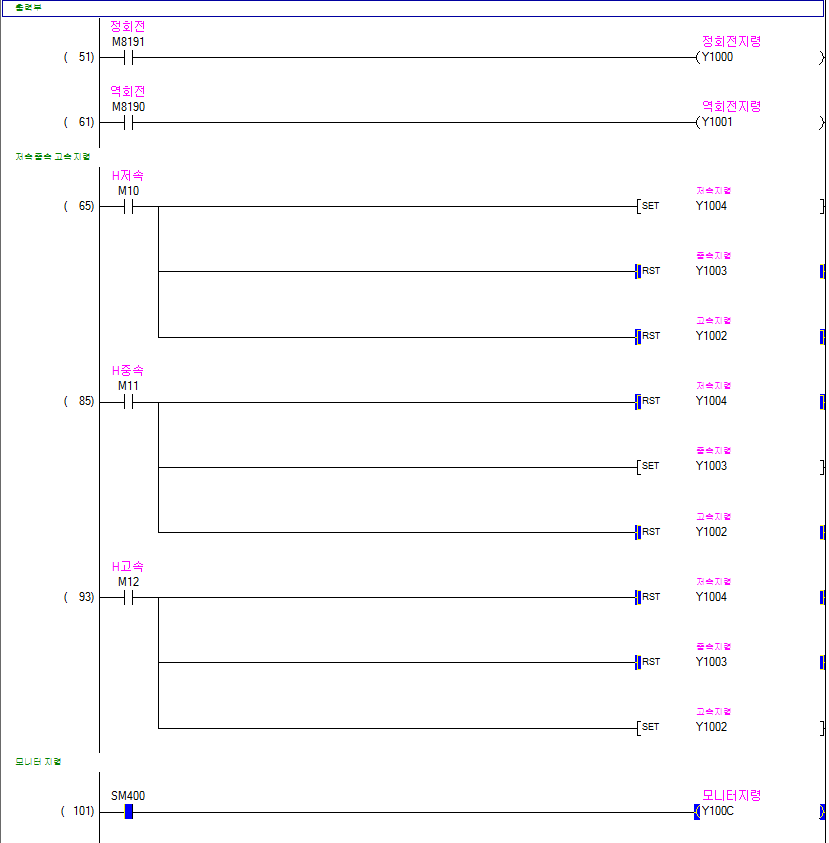 출력부
정회전
M8191
정회전지령
( 51)
(Y1000 )
역회전
M8190
역회전지령
( 61)
(Y1001 )
저속중속 고속지령
H저속
M10
저속지령
( 65)
[SET Y1004 ]
중속지령
[RST Y1003 ]
고속지령
[RST Y1002 ]
H중속
M11
저속지령
( 85)
[RST Y1004 ]
중속지령
[SET Y1003 ]
고속지령
[RST Y1002 ]
H고속
M12
저속지령
( 93)
[RST Y1004 ]
중속지령
[RST Y1003 ]
고속지령
[SET Y1002 ]
모니터 지령
SM400
모니터지령
( 101)
(Y100C )